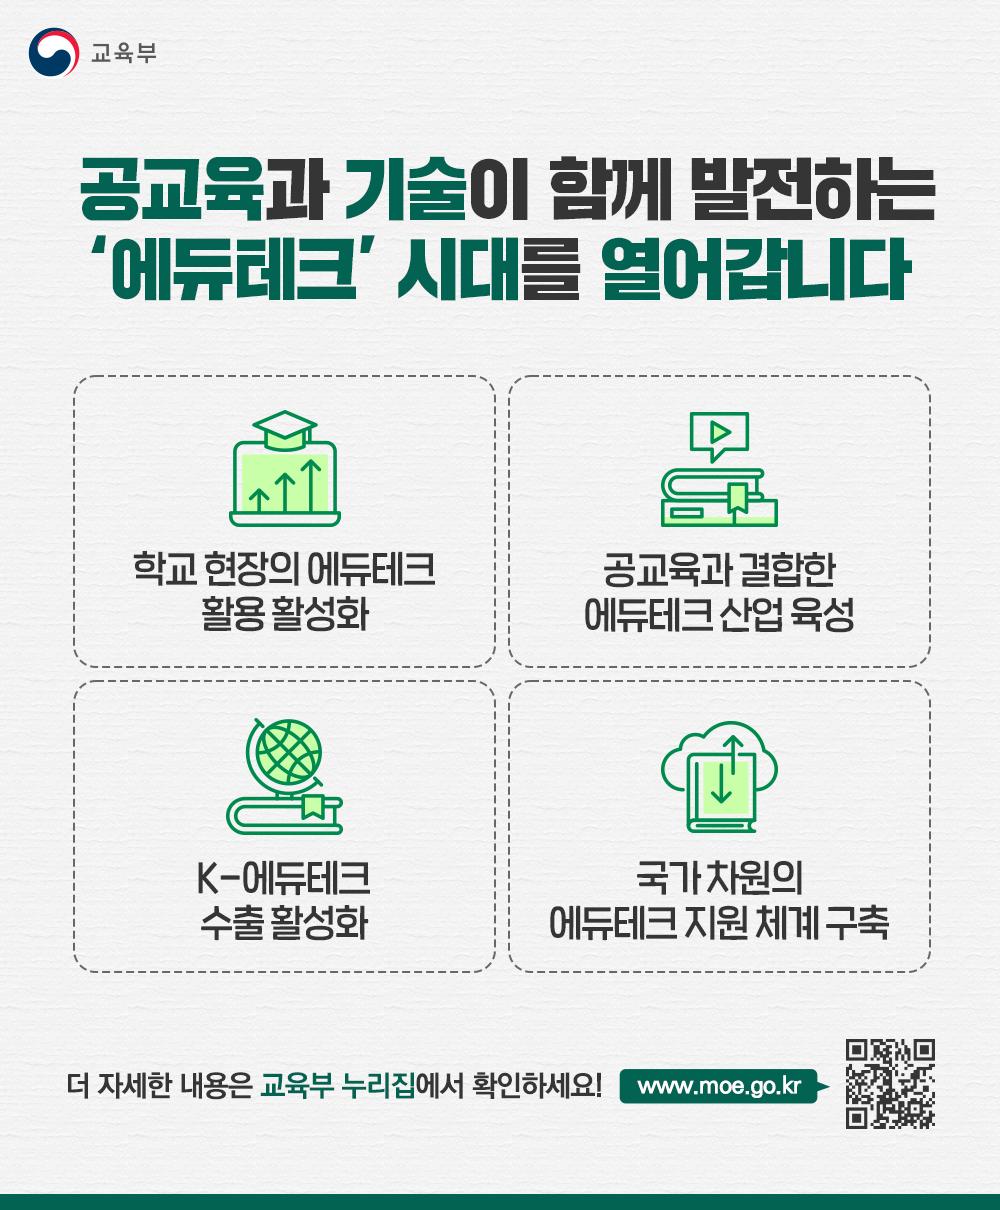 교육부
공교육과 기술이 함께 발전하는
‘에듀테크’ 시대를 열어갑니다
학교 현장의 에듀테크
활용 활성화
공교육과 결합한
에듀테크 산업 육성
K-에듀테크
수출 활성화
국가 차원의
에듀테크 지원 체계 구축
더 자세한 내용은 교육부 누리집에서 확인하세요!
www.moe.go.kr